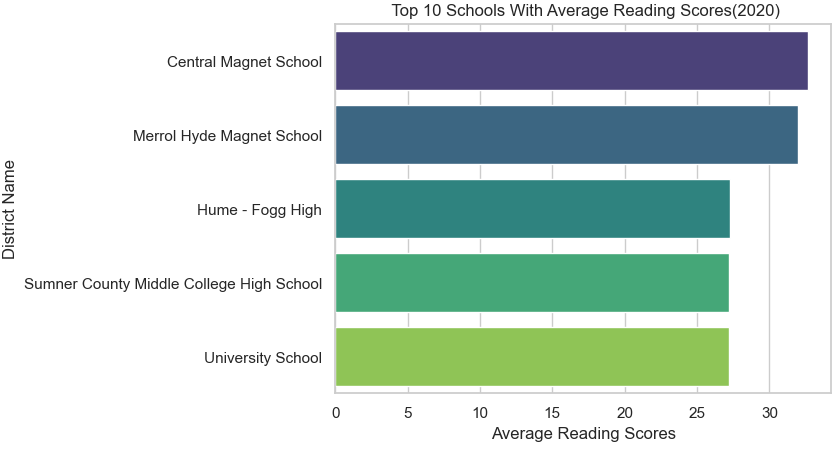 Top 10 Schools With Average Reading Scores(2020)
Central Magnet School
Merrol Hyde Magnet School
Hume - Fogg High
Sumner County Middle College High School
University School
District Name
0 5 10 15 20 25 30
Average Reading Scores